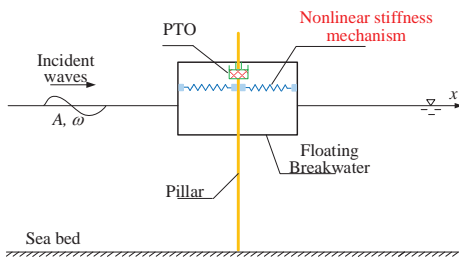 Nonlinear stiffness
mechanism
PTO
Incident
waves
A, ω
x
Floating
Breakwater
Pillar
Sea bed